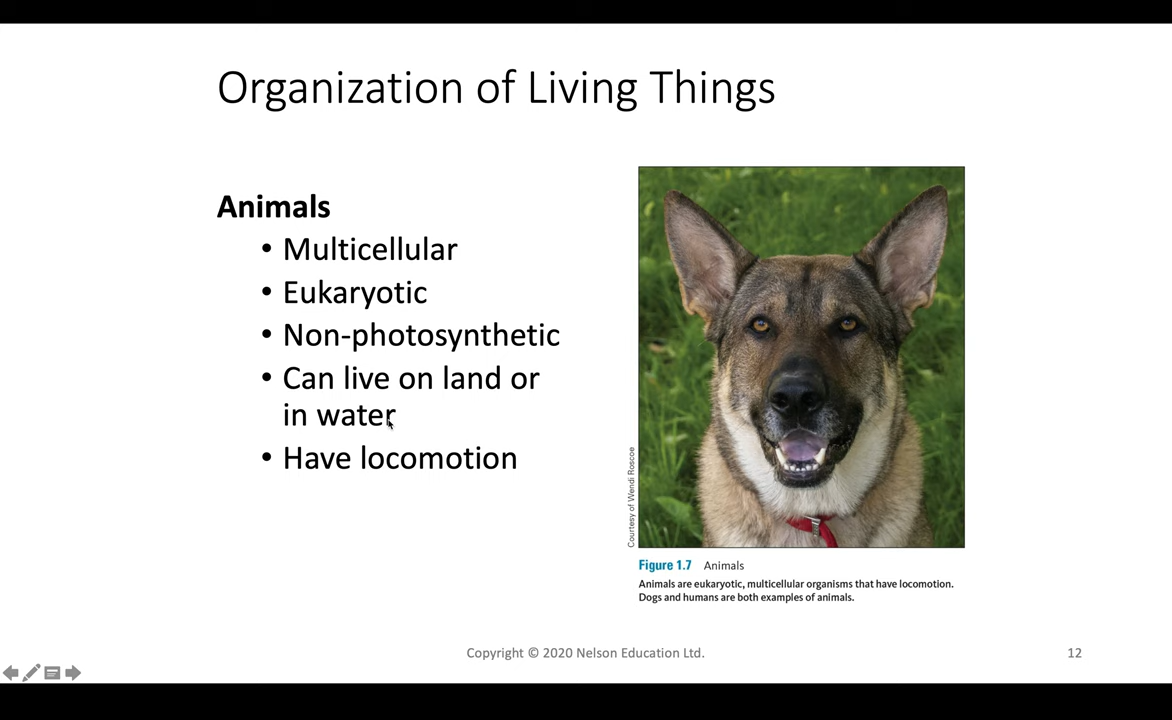 Organization of Living Things
Animals
• Multicellular
• Eukaryotic
• Non-photosynthetic
• Can live on land or
in water
• Have locomotion
Courtesy of Wendi Roscoe
Figure 1.7 Animals
Animals are eukaryotic, multicellular organisms that have locomotion.
Dogs and humans are both examples of animals.
Copyright © 2020 Nelson Education Ltd.
12